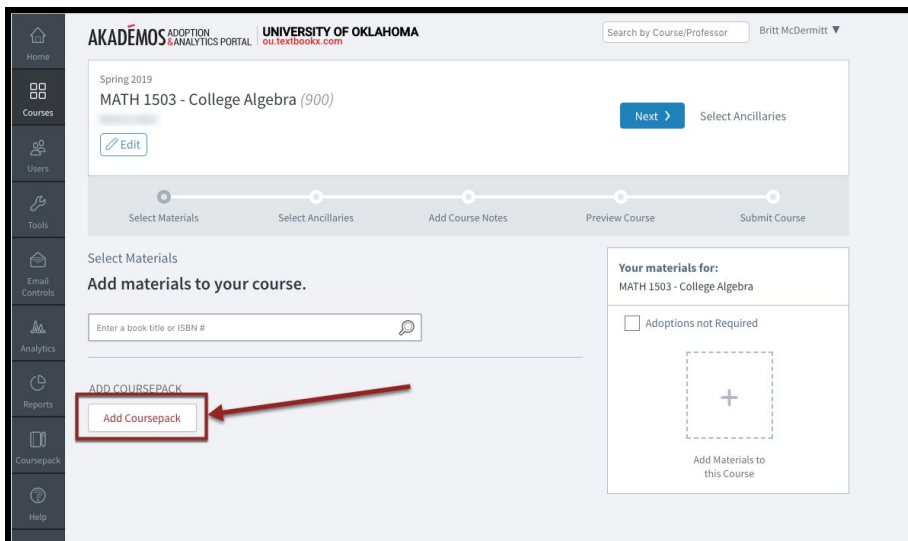 Home
Courses
Users
Tools
Email
Controls
Analytics
Reports
Coursepack
Help
AKADÉMOS ADOPTION
&ANALYTICS PORTAL
UNIVERSITY OF OKLAHOMA
ou.textbookx.com
Search by Course/Professor
Britt McDermitt ▼
Spring 2019
MATH 1503 - College Algebra (900)
Edit
Next >
Select Ancillaries
Select Materials
Select Ancillaries
Add Course Notes
Preview Course
Submit Course
Select Materials
Add materials to your course.
Enter a book title or ISBN #
ADD COURSEPACK
Add Coursepack
Your materials for:
MATH 1503 - College Algebra
Adoptions not Required
+
Add Materials to
this Course